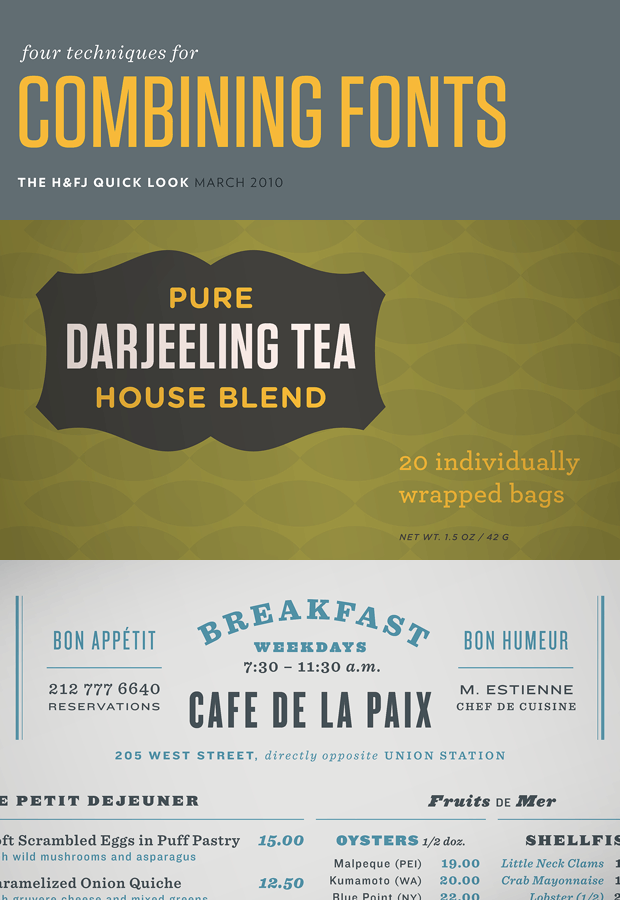 four techniques for
COMBINING FONTS
THE H&FJ QUICK LOOK MARCH 2010
PURE
DARJEELING TEA
HOUSE BLEND
20 individually
wrapped bags
NET WT. 1.5 OZ / 42 G
BREAKFAST
WEEKDAYS
7:30 – 11:30 a.m.
BON APPÉTIT
212 777 6640
RESERVATIONS
CAFE DE LA PAIX
BON HUMEUR
M. ESTIENNE
CHEF DE CUISINE
205 WEST STREET, directly opposite UNION STATION
PETIT DEJEUNER
Scrambled Eggs in Puff Pastry 15.00
wild mushrooms and asparagus
Onion Quiche 12.50
gruyere cheese and mixed greens
Fruits DE Mer
OYSTERS 1/2 doz.
Malpeque (PEI) 19.00
Kumamoto (WA) 20.00
Blue Point (NY) 22.00
Little Neck Clams
Crab Mayonnaise
Lobster (1/2)